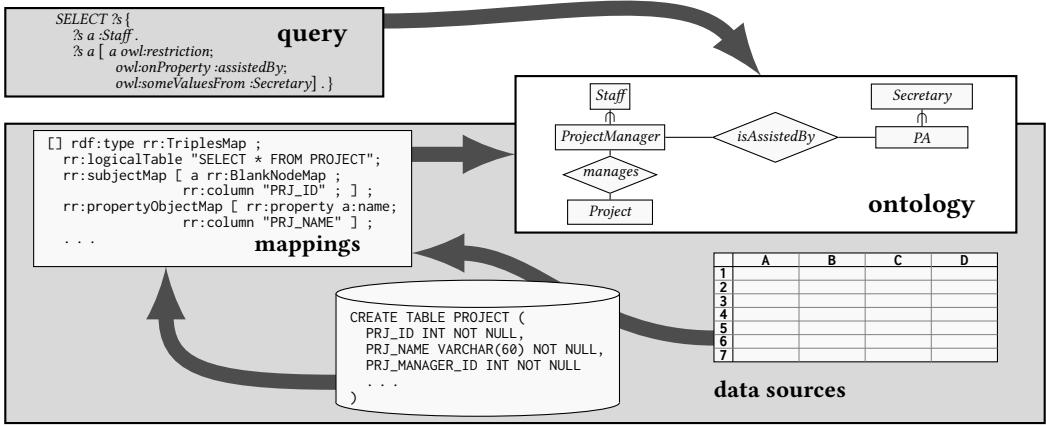 SELECT ?s {
?s a :Staff .
?s a [ a owl:restriction;
owl:onProperty :assistedBy;
owl:someValuesFrom :Secretary] . }
query
Staff
Secretary
ProjectManager
isAssistedBy
PA
manages
Project
ontology
[] rdf:type rr:TriplesMap ;
rr:logicalTable "SELECT * FROM PROJECT";
rr:subjectMap [ a rr:BlankNodeMap ;
rr:column "PRJ_ID" ; ] ;
rr:propertyObjectMap [ rr:property a:name;
rr:column "PRJ_NAME" ] ;
. . .
mappings
A B C D
1
2
3
4
5
6
7
CREATE TABLE PROJECT (
PRJ_ID INT NOT NULL,
PRJ_NAME VARCHAR(60) NOT NULL,
PRJ_MANAGER_ID INT NOT NULL
. . .
)
data sources